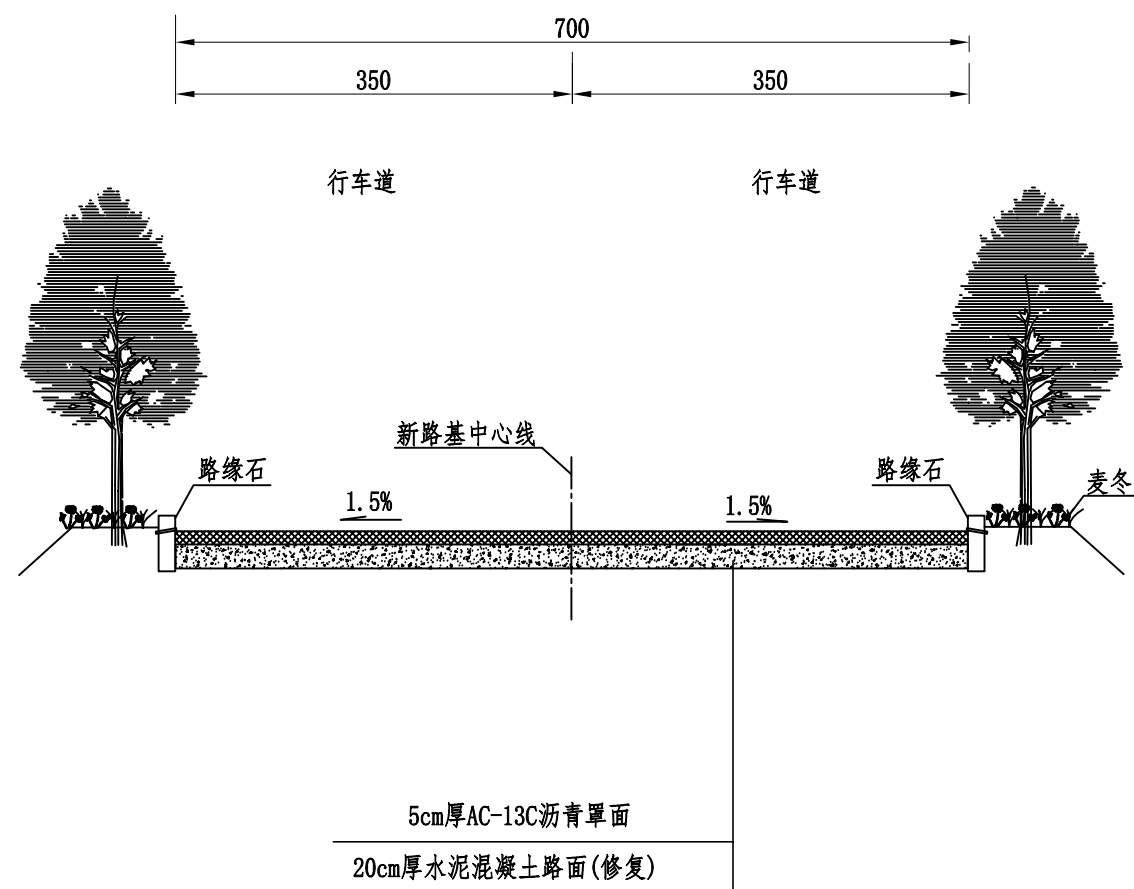 700
350
350
行车道
行车道
新路基中心线
路缘石
路缘石
麦冬
1.5%
1.5%
5cm厚AC-13C沥青罩面
20cm厚水泥混凝土路面(修复)